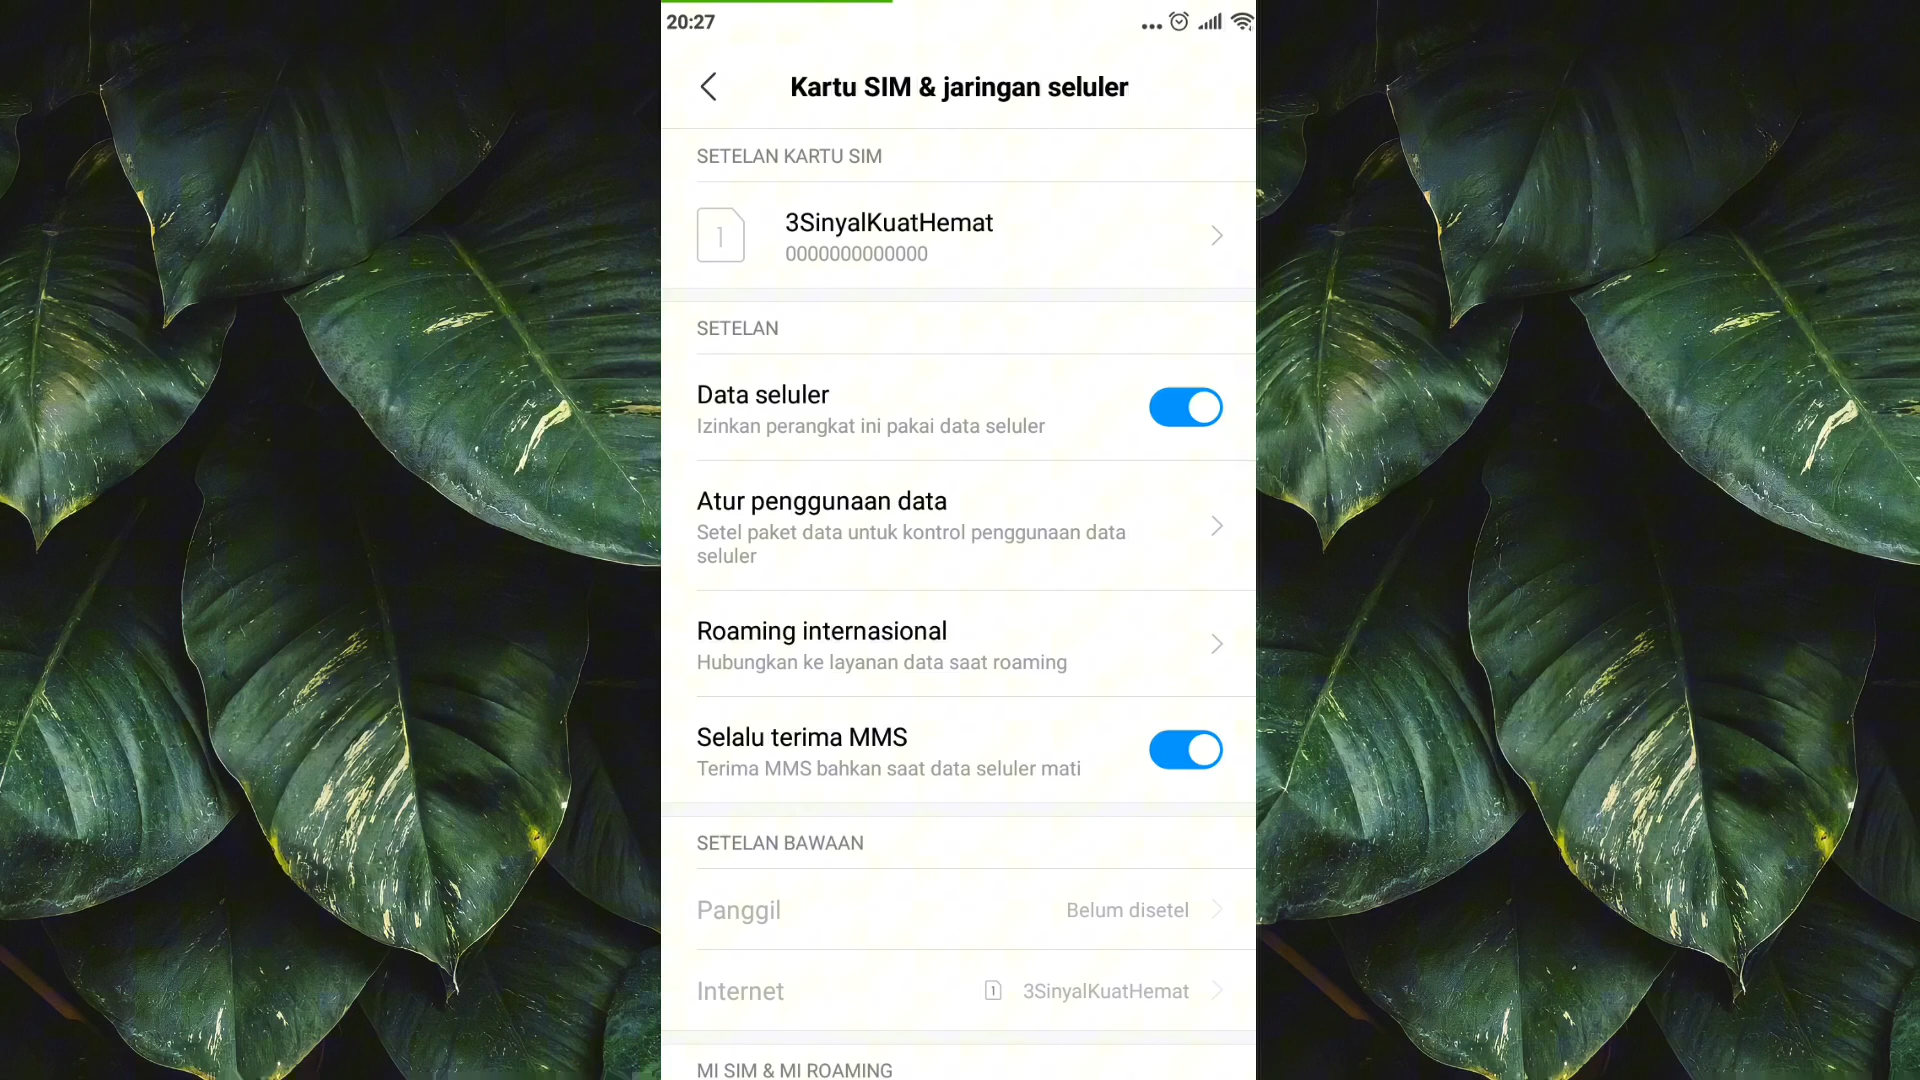 20:27
Kartu SIM & jaringan seluler
SETELAN KARTU SIM
1
3SinyalKuatHemat
0000000000000
SETELAN
Data seluler
Izinkan perangkat ini pakai data seluler
Atur penggunaan data
Setel paket data untuk kontrol penggunaan data
seluler
Roaming internasional
Hubungkan ke layanan data saat roaming
Selalu terima MMS
Terima MMS bahkan saat data seluler mati
SETELAN BAWAAN
Panggil Belum disetel
Internet 1 3SinyalKuatHemat
MI SIM & MI ROAMING